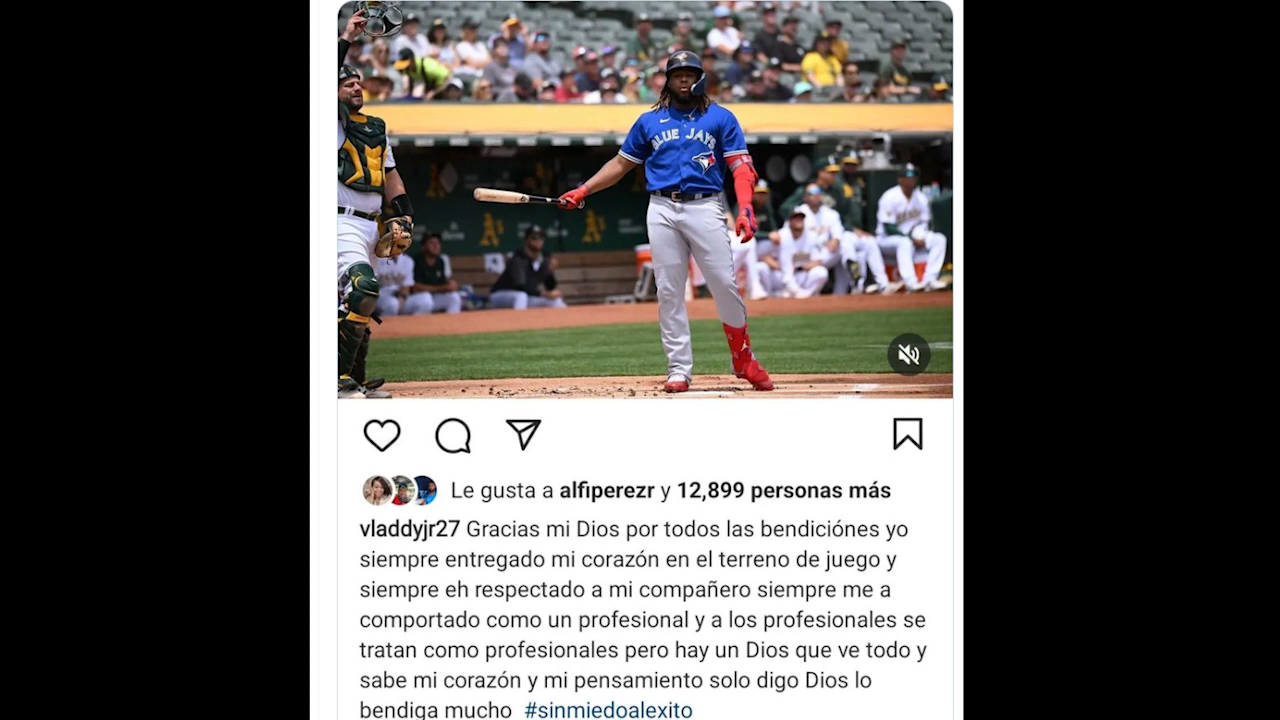 BLUE JAYS
Le gusta a alfiperezr y 12,899 personas más
vladdyjr27 Gracias mi Dios por todos las bendiciónes yo
siempre entregado mi corazón en el terreno de juego y
siempre eh respectado a mi compañero siempre me a
comportado como un profesional y a los profesionales se
tratan como profesionales pero hay un Dios que ve todo y
sabe mi corazón y mi pensamiento solo digo Dios lo
bendiga mucho #sinmiedoalexito